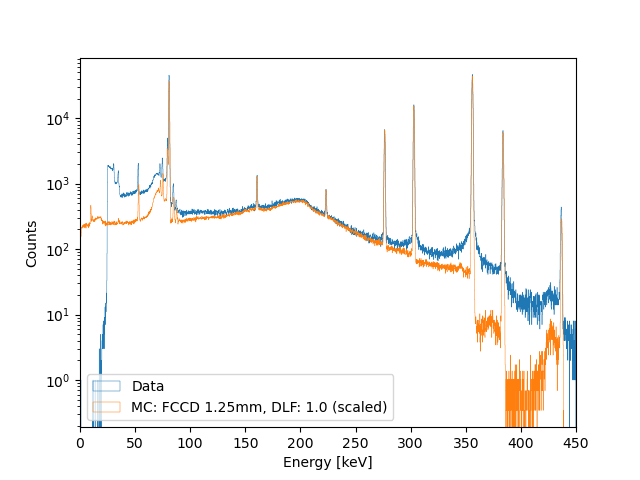 10⁴
10³
10²
10¹
10⁰
Counts
Data
MC: FCCD 1.25mm, DLF: 1.0 (scaled)
0 50 100 150 200 250 300 350 400 450
Energy [keV]